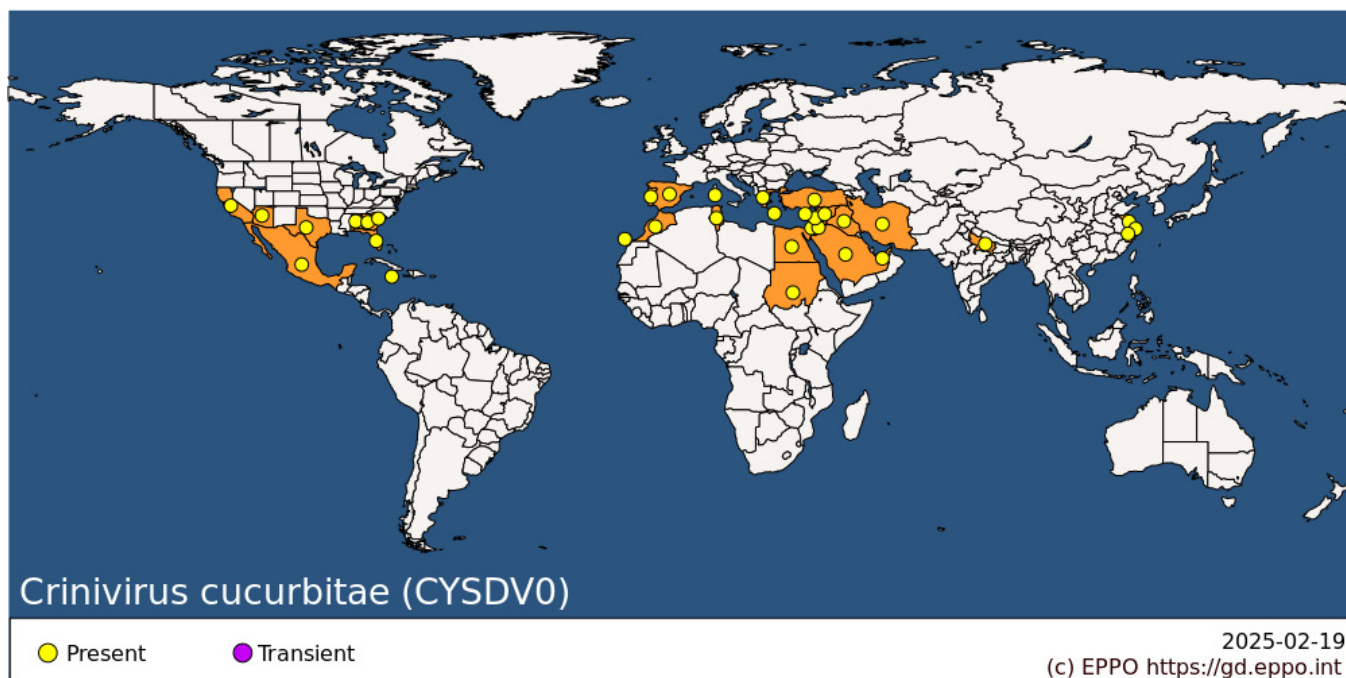 Crinivirus cucurbitae (CYSDV0)
Present
Transient
2025-02-19
(c) EPPO https://gd.eppo.int